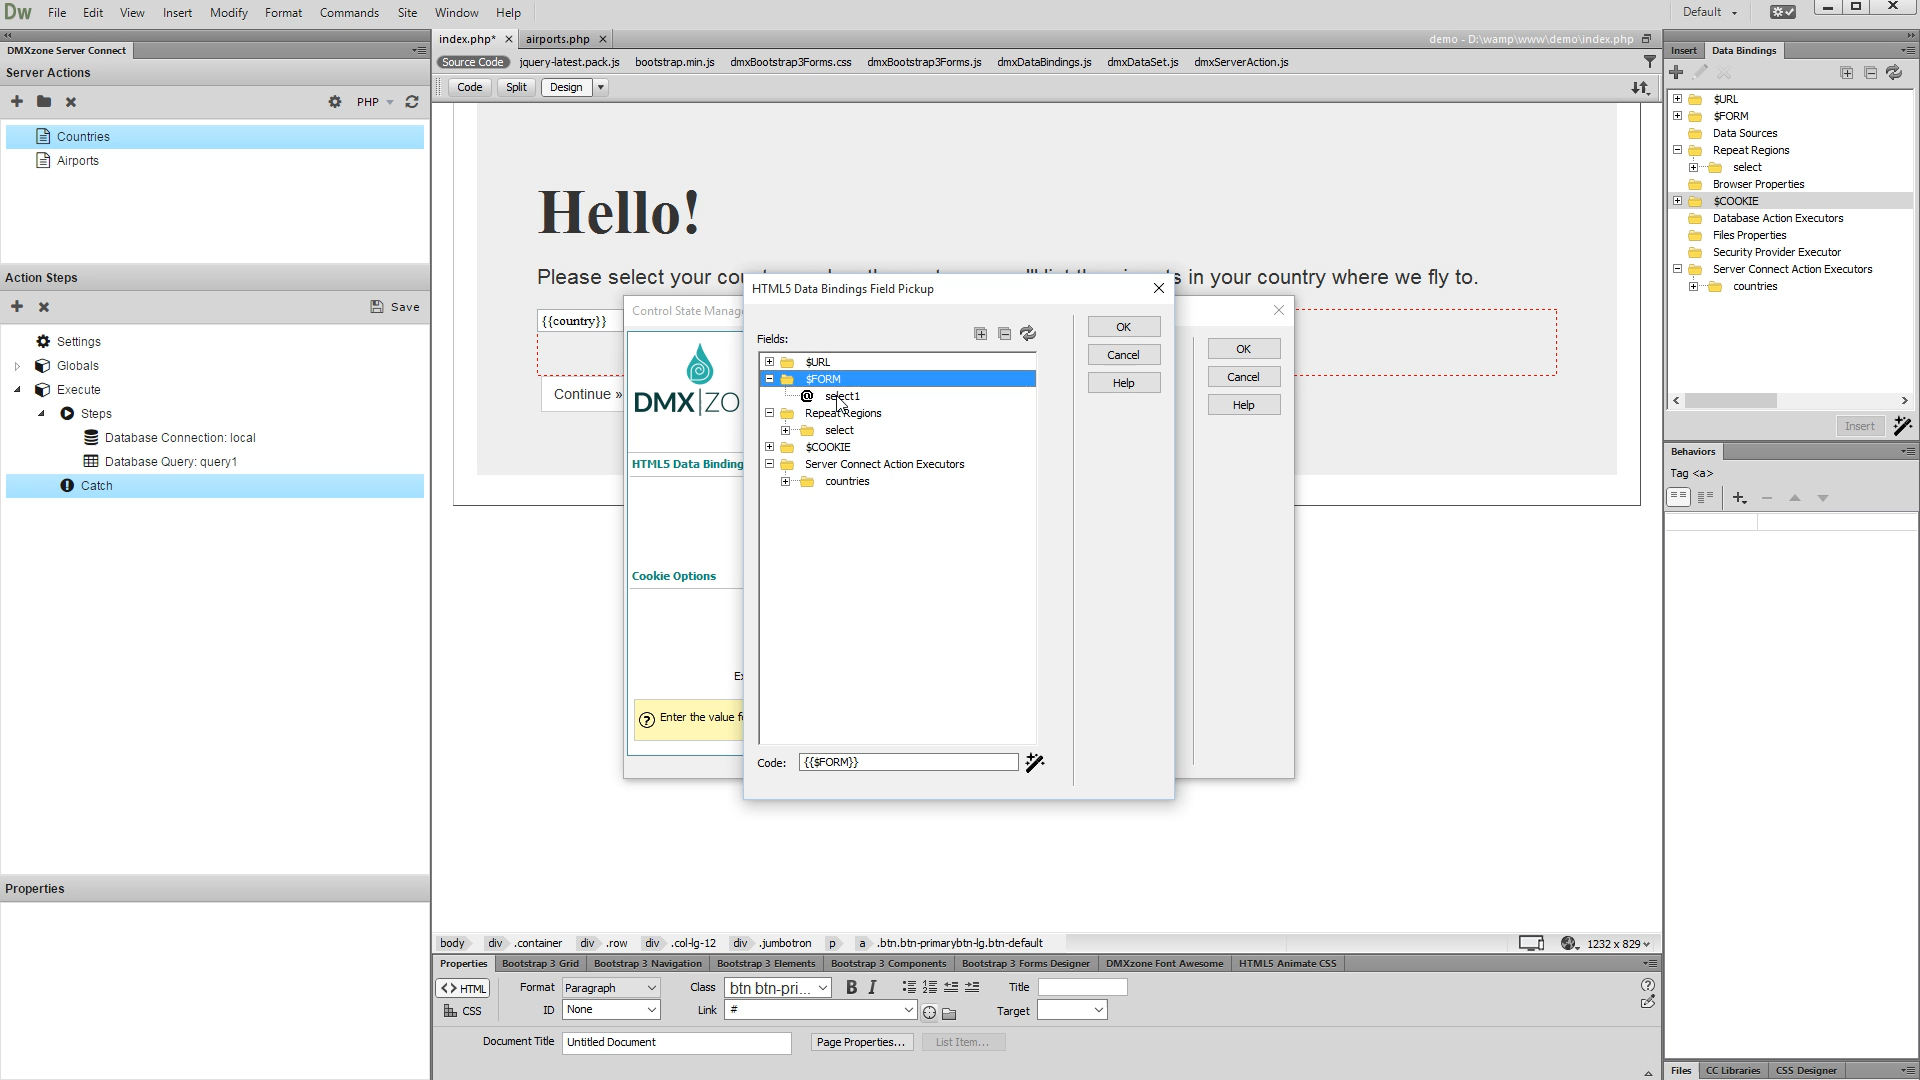 Dw File Edit View Insert Modify Format Commands Site Window Help Default
DMXzone Server Connect
Server Actions
PHP
Countries
Airports
Action Steps
Save
Settings
Globals
Execute
Steps
Database Connection: local
Database Query: query1
Catch
Properties
index.php* airports.php demo - D:\wamp\www\demo\index.php
Source Code jquery-latest.pack.js bootstrap.min.js dmxBootstrap3Forms.css dmxBootstrap3Forms.js dmxDataBindings.js dmxDataSet.js dmxServerAction.js
Code Split Design
Hello!
Please select your cou
in your country where we fly to.
{{country}}
Continue »
Control State Manag
DMX|ZO
HTML5 Data Binding
Cookie Options
Ex
Enter the value f
OK
Cancel
Help
HTML5 Data Bindings Field Pickup
Fields:
$URL
$FORM
select1
Repeat Regions
select
$COOKIE
Server Connect Action Executors
countries
Code: {{$FORM}}
OK
Cancel
Help
body div .container div .row div .col-lg-12 div .jumbotron p a .btn.btn-primarybtn-lg.btn-default 1232 x 829
Properties Bootstrap 3 Grid Bootstrap 3 Navigation Bootstrap 3 Elements Bootstrap 3 Components Bootstrap 3 Forms Designer DMXzone Font Awesome HTML5 Animate CSS
<> HTML Format Paragraph Class btn btn-pri... B I Title
CSS ID None Link # Target
Document Title Untitled Document Page Properties... List Item...
Insert Data Bindings
$URL
$FORM
Data Sources
Repeat Regions
select
Browser Properties
$COOKIE
Database Action Executors
Files Properties
Security Provider Executor
Server Connect Action Executors
countries
Insert
Behaviors
Tag <a>
Files CC Libraries CSS Designer